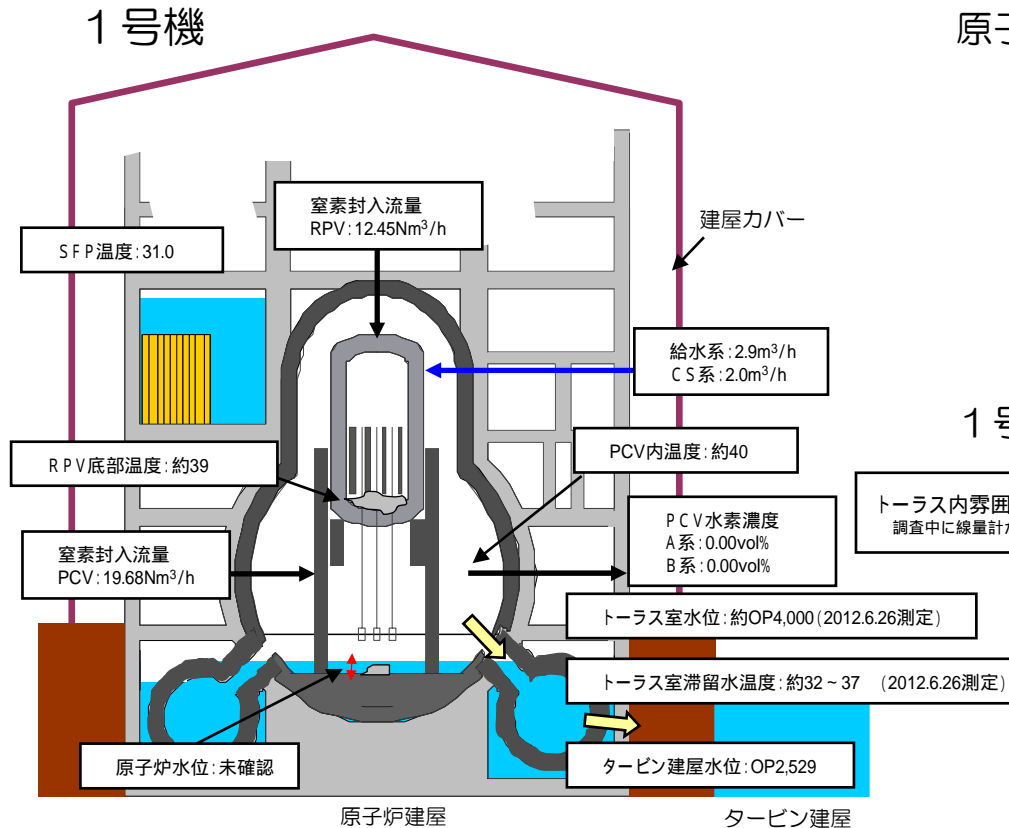 1号機
原子
窒素封入流量
RPV:12.45Nm³/h
SFP温度:31.0
建屋カバー
給水系:2.9m³/h
CS系:2.0m³/h
1号
RPV底部温度:約39
PCV内温度:約40
トーラス内雰囲
調査中に線量計が
PCV水素濃度
A系:0.00vol%
B系:0.00vol%
窒素封入流量
PCV:19.68Nm³/h
トーラス室水位:約OP4,000(2012.6.26測定)
トーラス室滞留水温度:約32~37 (2012.6.26測定)
原子炉水位:未確認
タービン建屋水位:OP2,529
原子炉建屋
タービン建屋